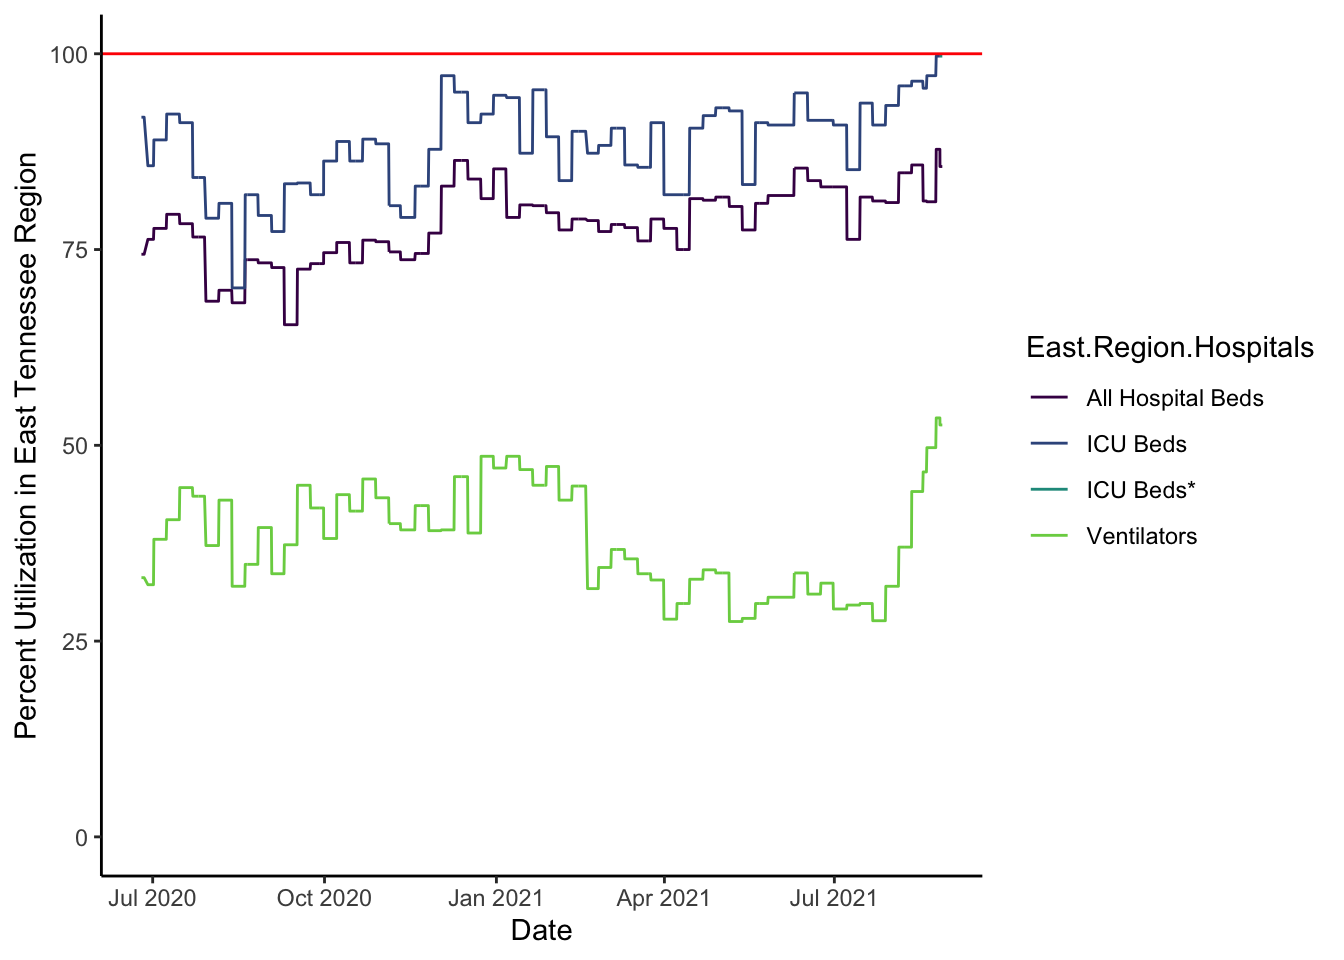 Percent Utilization in East Tennessee Region
100
75
50
25
0
Jul 2020
Oct 2020
Jan 2021
Apr 2021
Jul 2021
Date
East.Region.Hospitals
All Hospital Beds
ICU Beds
ICU Beds*
Ventilators